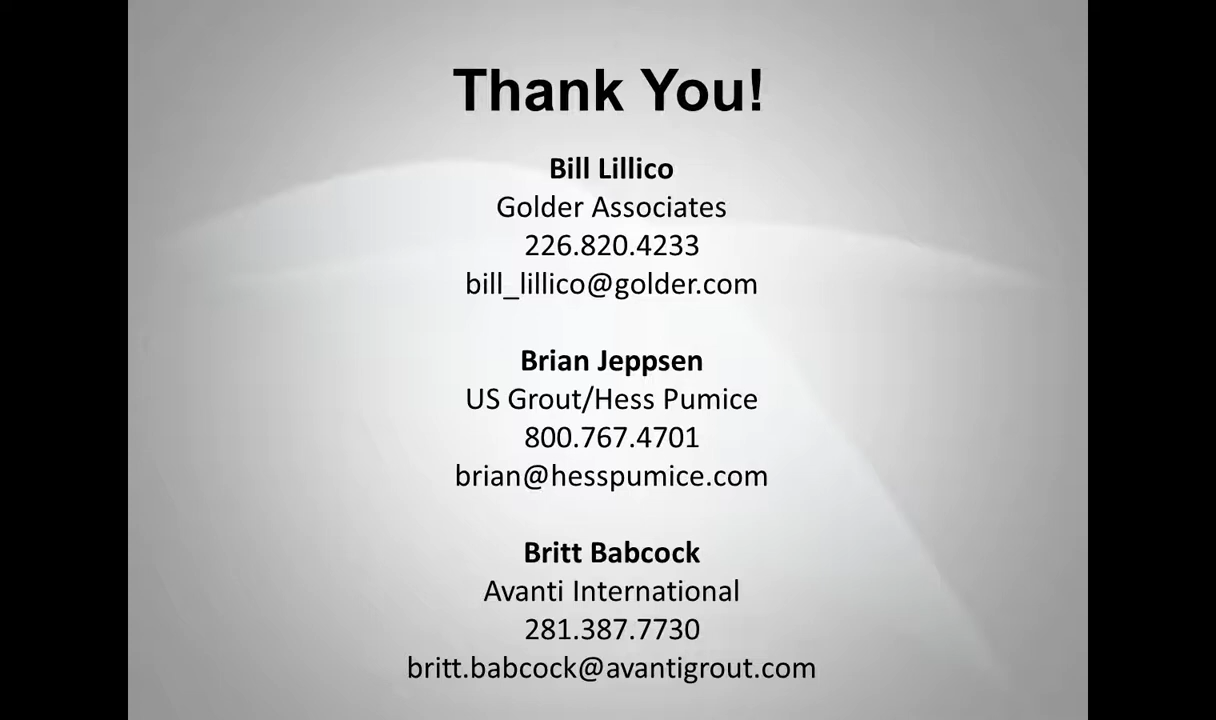 Thank You!
Bill Lillico
Golder Associates
226.820.4233
bill_lillico@golder.com
Brian Jeppsen
US Grout/Hess Pumice
800.767.4701
brian@hesspumice.com
Britt Babcock
Avanti International
281.387.7730
britt.babcock@avantigrout.com